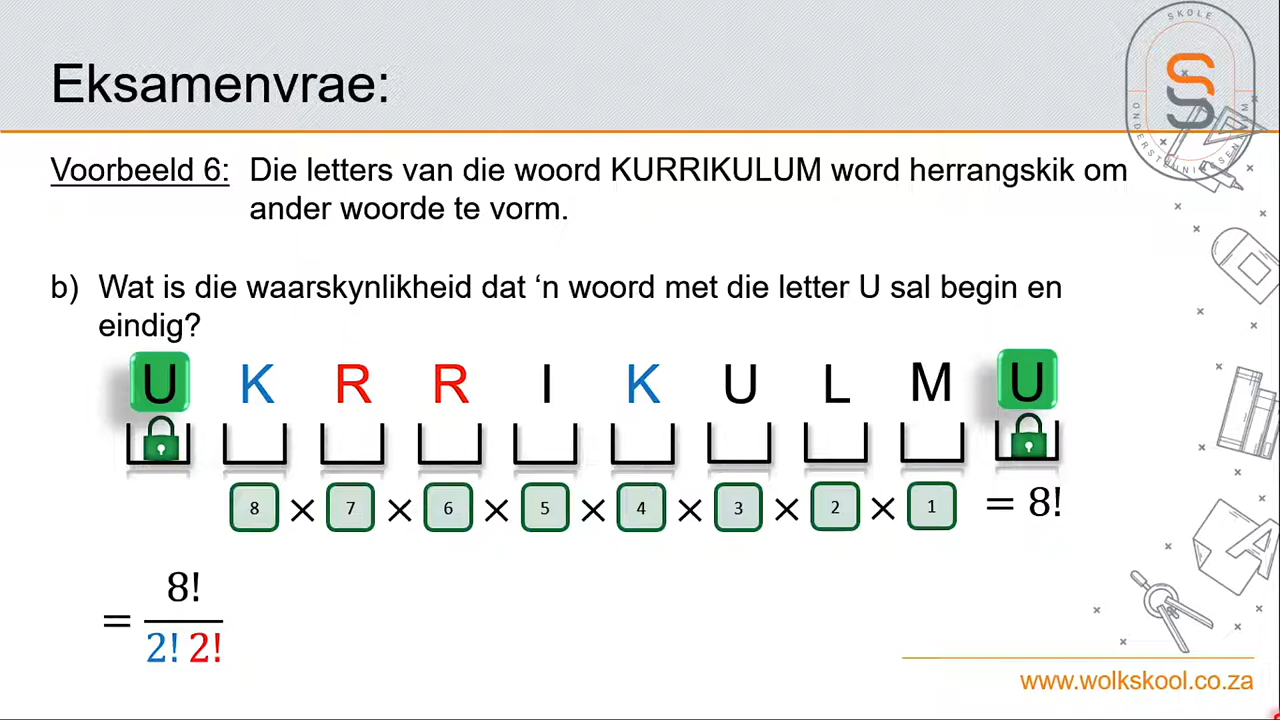 Eksamenvrae:
SKOLE
ONDERSTEUNINGSSENTRUM
Voorbeeld 6: Die letters van die woord KURRIKULUM word herrangskik om
ander woorde te vorm.
b) Wat is die waarskynlikheid dat ‘n woord met die letter U sal begin en
eindig?
U K R R I K U L M U
8 × 7 × 6 × 5 × 4 × 3 × 2 × 1 = 8!
8!
=
2! 2!
www.wolkskool.co.za